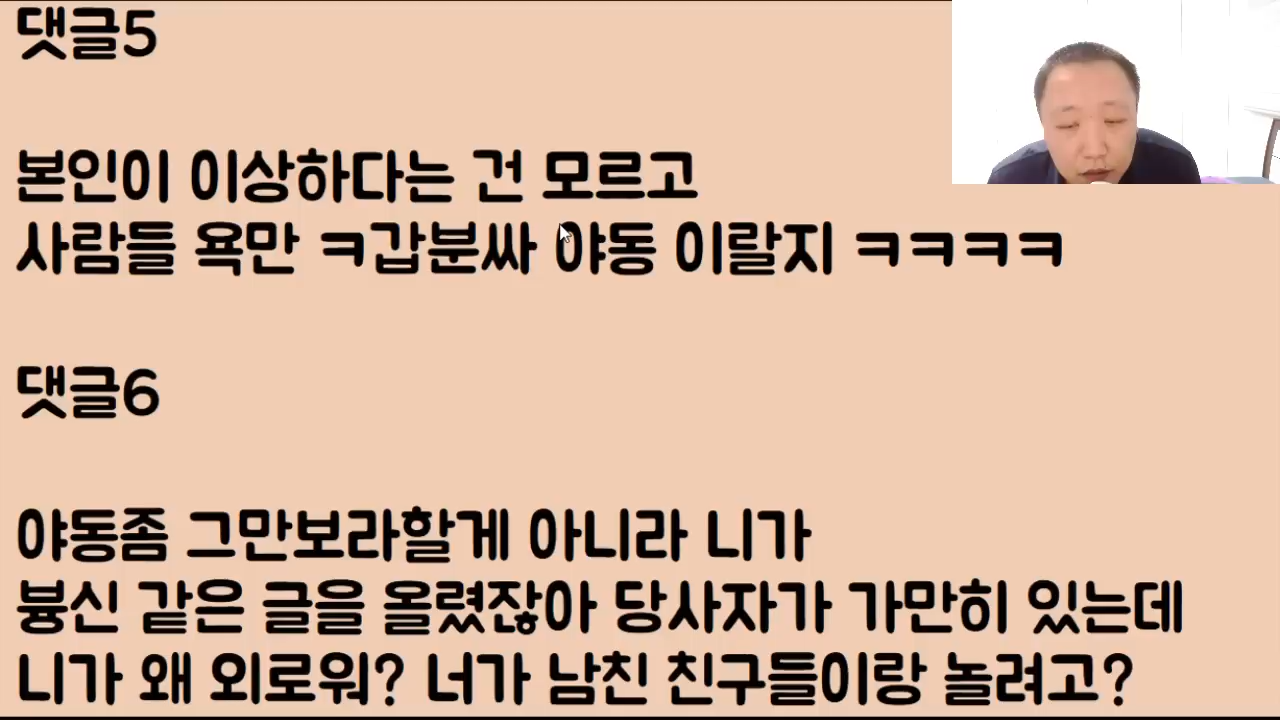 댓글5
본인이 이상하다는 건 모르고
사람들 욕만 ㅋ갑분싸 야동 이랄지 ㅋㅋㅋㅋ
댓글6
야동좀 그만보라할게 아니라 니가
븅신 같은 글을 올렸잖아 당사자가 가만히 있는데
니가 왜 외로워? 너가 남친 친구들이랑 놀려고?